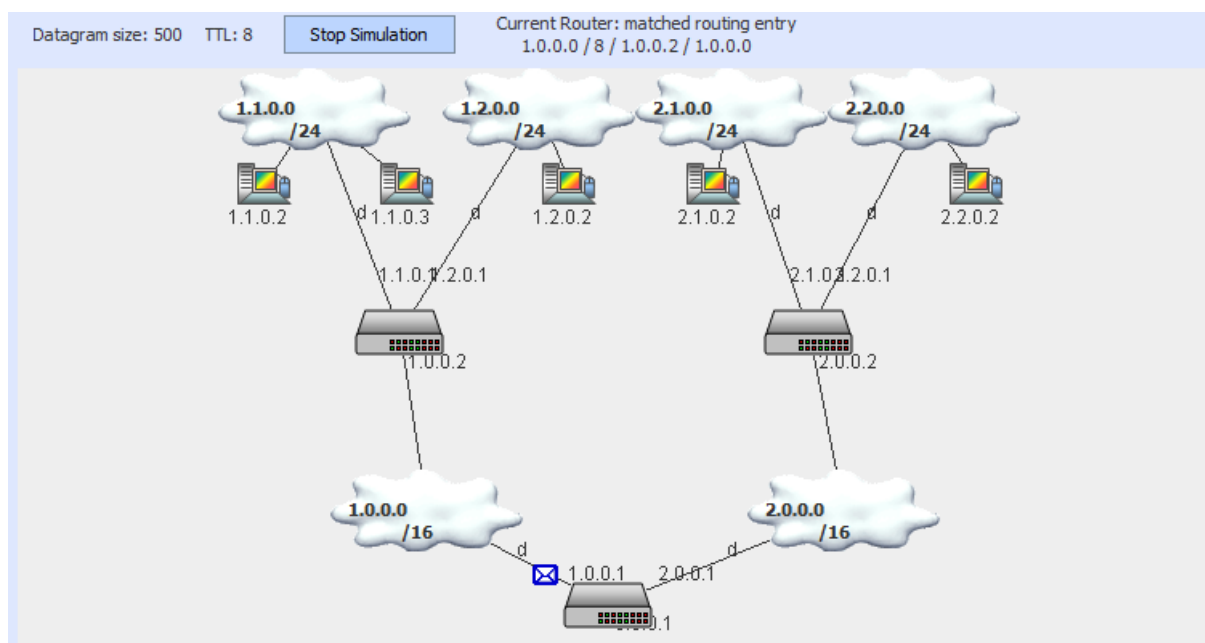 Datagram size: 500 TTL: 8 Stop Simulation Current Router: matched routing entry
1.0.0.0 / 8 / 1.0.0.2 / 1.0.0.0
1.1.0.0 1.2.0.0 2.1.0.0 2.2.0.0
/24 /24 /24 /24
1.1.0.2 d 1.1.0.3 d 1.2.0.2 2.1.0.2 d d 2.2.0.2
1.1.0.1 1.2.0.1 2.2.0.1
1.0.0.2 2.0.0.2
1.0.0.0 2.0.0.0
/16 /16
d d
1.0.0.1 2.0.0.1